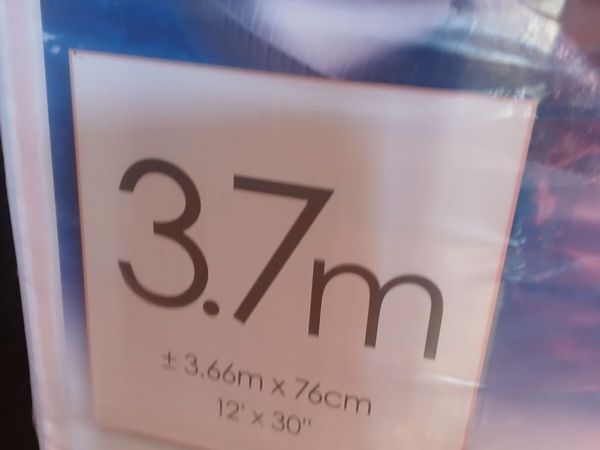 3.7m
± 3.66m x 76cm
12' x 30"